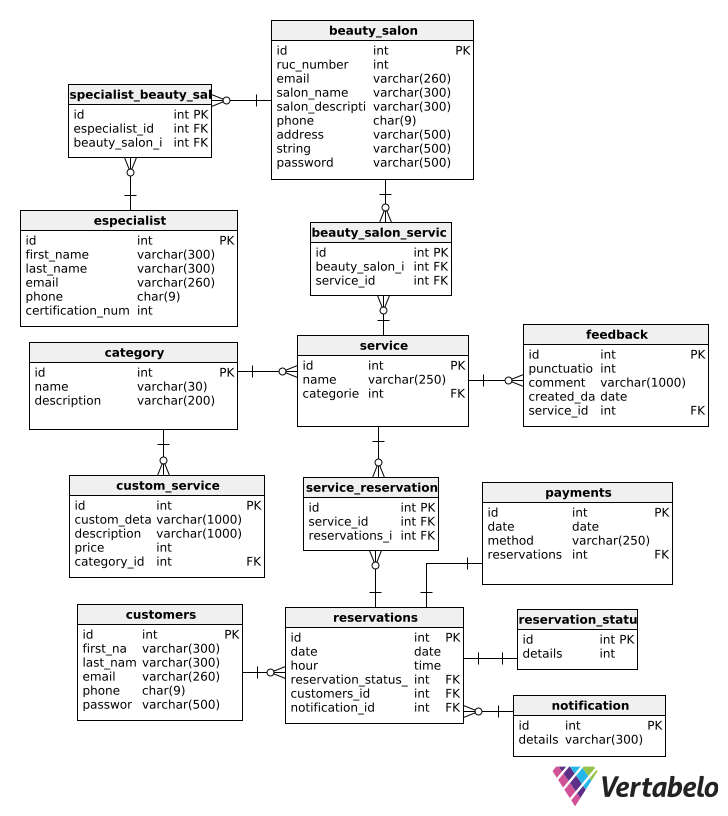 beauty_salon
id int PK
ruc_number int
email varchar(260)
salon_name varchar(300)
salon_descripti varchar(300)
phone char(9)
address varchar(500)
string varchar(500)
password varchar(500)
specialist_beauty_sal
id int PK
especialist_id int FK
beauty_salon_i int FK
especialist
id int PK
first_name varchar(300)
last_name varchar(300)
email varchar(260)
phone char(9)
certification_num int
beauty_salon_servic
id int PK
beauty_salon_i int FK
service_id int FK
category
id int PK
name varchar(30)
description varchar(200)
service
id int PK
name varchar(250)
categorie int FK
feedback
id int PK
punctuatio int
comment varchar(1000)
created_da date
service_id int FK
custom_service
id int PK
custom_deta varchar(1000)
description varchar(1000)
price int
category_id int FK
service_reservation
id int PK
service_id int FK
reservations_i int FK
payments
id int PK
date date
method varchar(250)
reservations int FK
customers
id int PK
first_na varchar(300)
last_nam varchar(300)
email varchar(260)
phone char(9)
passwor varchar(500)
reservations
id int PK
date date
hour time
reservation_status_ int FK
customers_id int FK
notification_id int FK
reservation_statu
id int PK
details int
notification
id int PK
details varchar(300)
Vertabelo